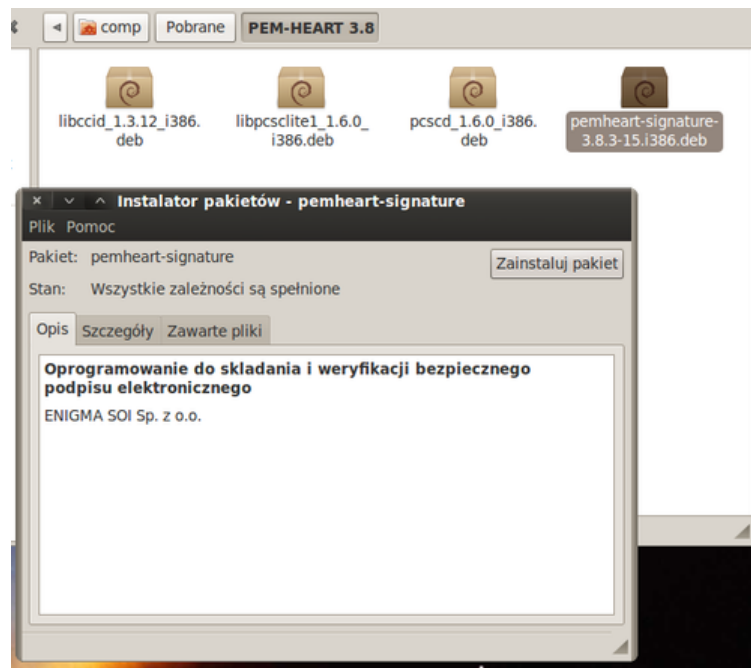 comp Pobrane PEM-HEART 3.8
libccid_1.3.12_i386.
deb
libpcsclite1_1.6.0_
i386.deb
pcscd_1.6.0_i386.
deb
pemheart-signature-
3.8.3-15.i386.deb
Instalator pakietów - pemheart-signature
Plik Pomoc
Pakiet: pemheart-signature
Zainstaluj pakiet
Stan: Wszystkie zależności są spełnione
Opis Szczegóły Zawarte pliki
Oprogramowanie do skladania i weryfikacji bezpiecznego
podpisu elektronicznego
ENIGMA SOI Sp. z o.o.